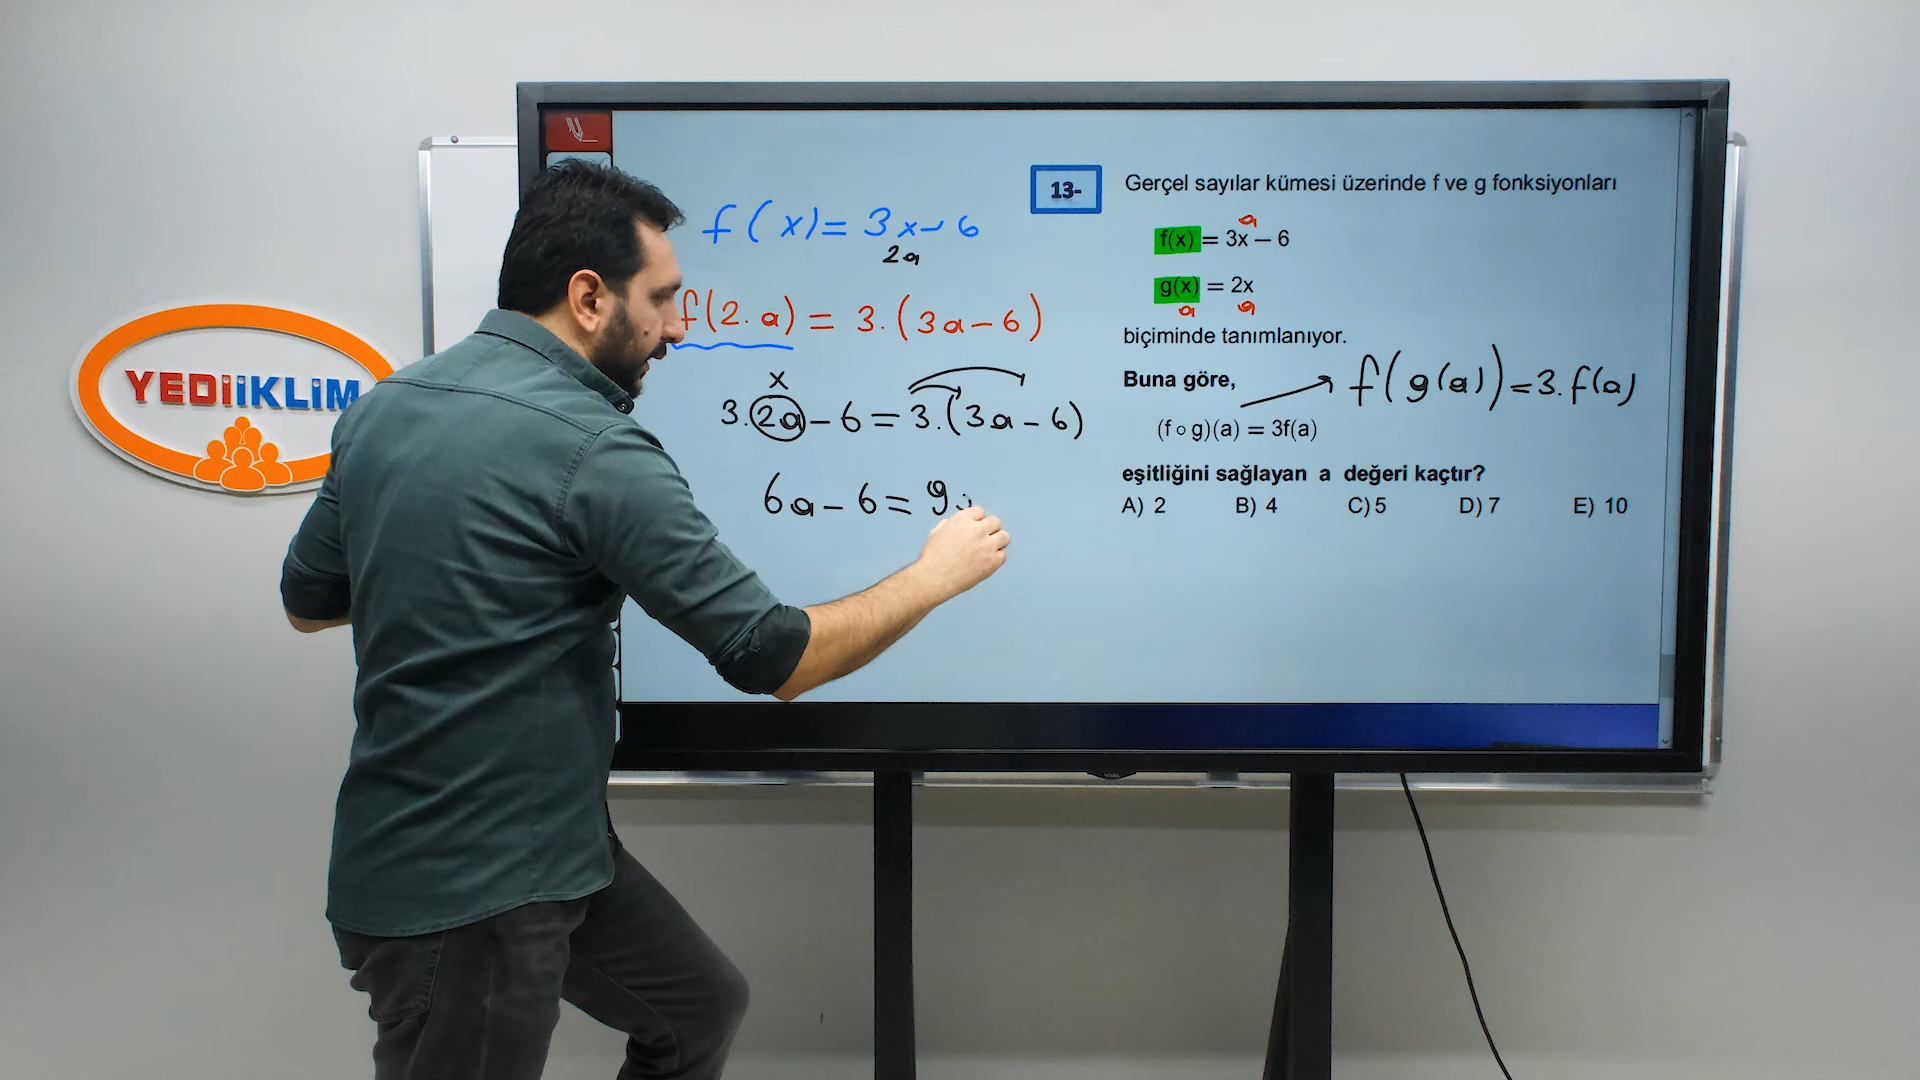 YEDiiKLiM
f(x)=3x-6
2a
f(2.a)=3.(3a-6)
x
3.2a-6=3.(3a-6)
6a-6=9
13-
Gerçel sayılar kümesi üzerinde f ve g fonksiyonları
a
f(x) = 3x – 6
g(x) = 2x
a a
biçiminde tanımlanıyor.
Buna göre,
f(g(a))=3.f(a)
(f∘g)(a) = 3f(a)
eşitliğini sağlayan a değeri kaçtır?
A) 2 B) 4 C) 5 D) 7 E) 10